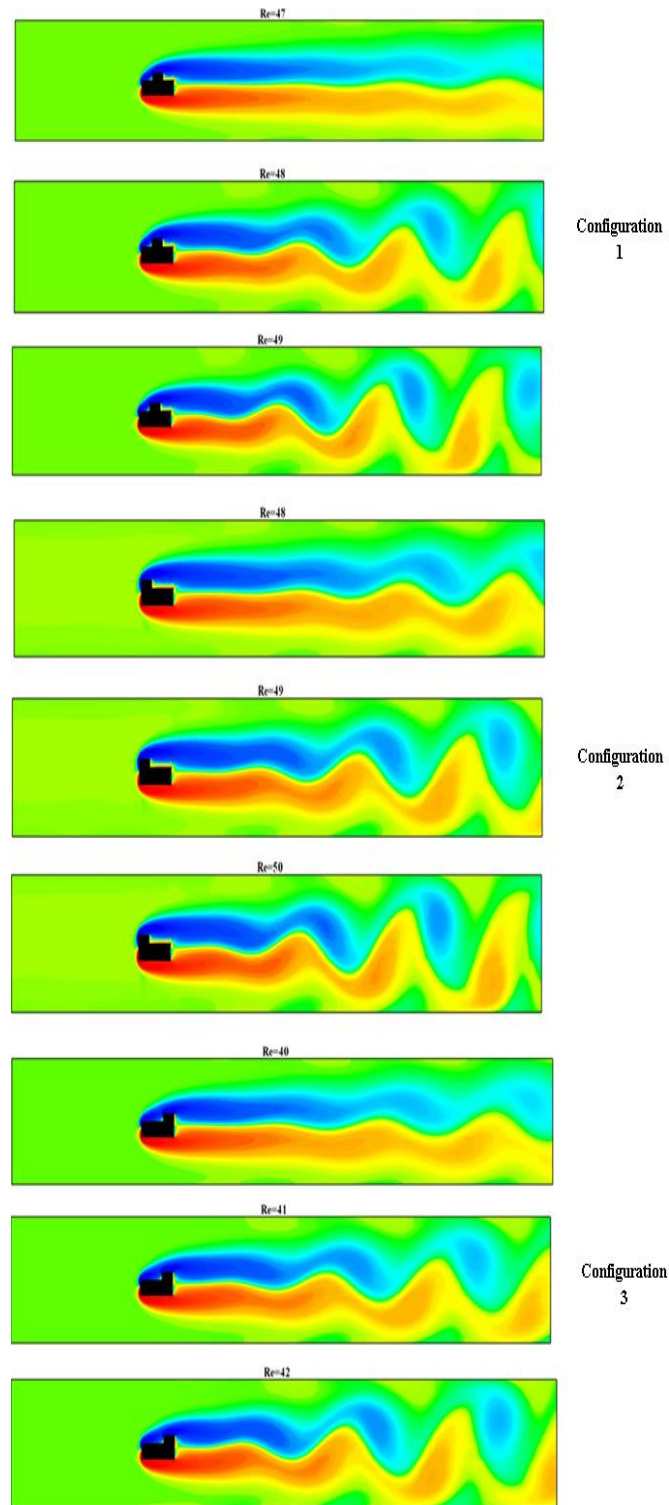 Re=47
Re=48
Configuration
1
Re=49
Re=48
Re=49
Configuration
2
Re=50
Re=40
Re=41
Configuration
3
Re=42